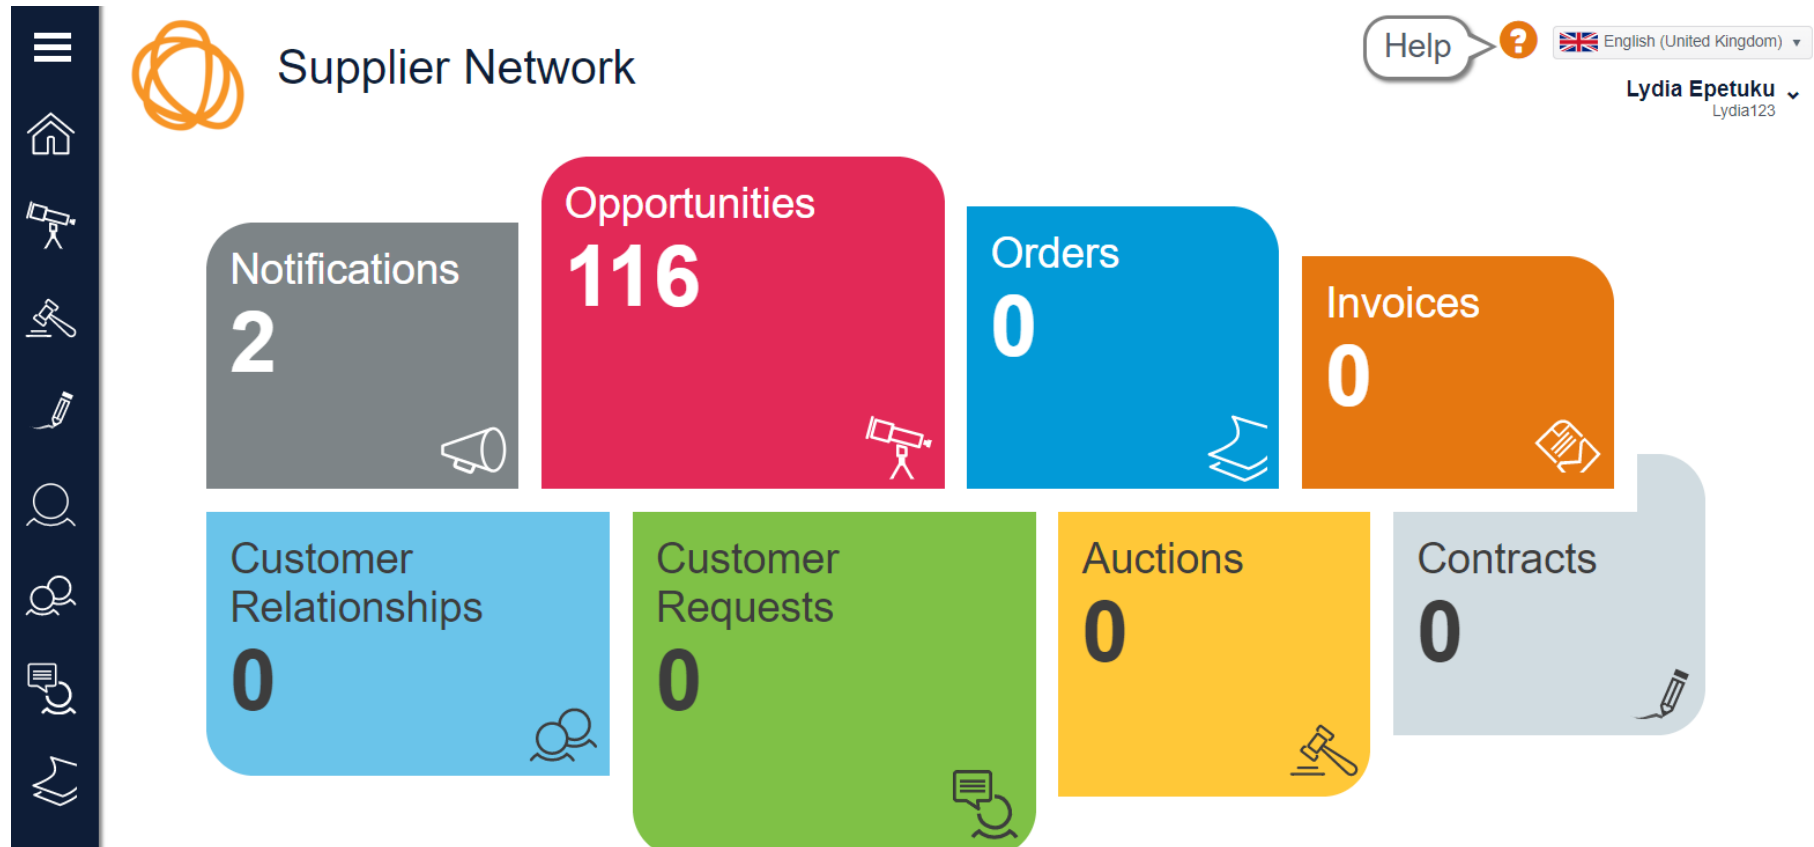 Supplier Network
Help
?
English (United Kingdom)
Lydia Epetuku
Lydia123
Notifications
2
Opportunities
116
Orders
0
Invoices
0
Customer
Relationships
0
Customer
Requests
0
Auctions
0
Contracts
0